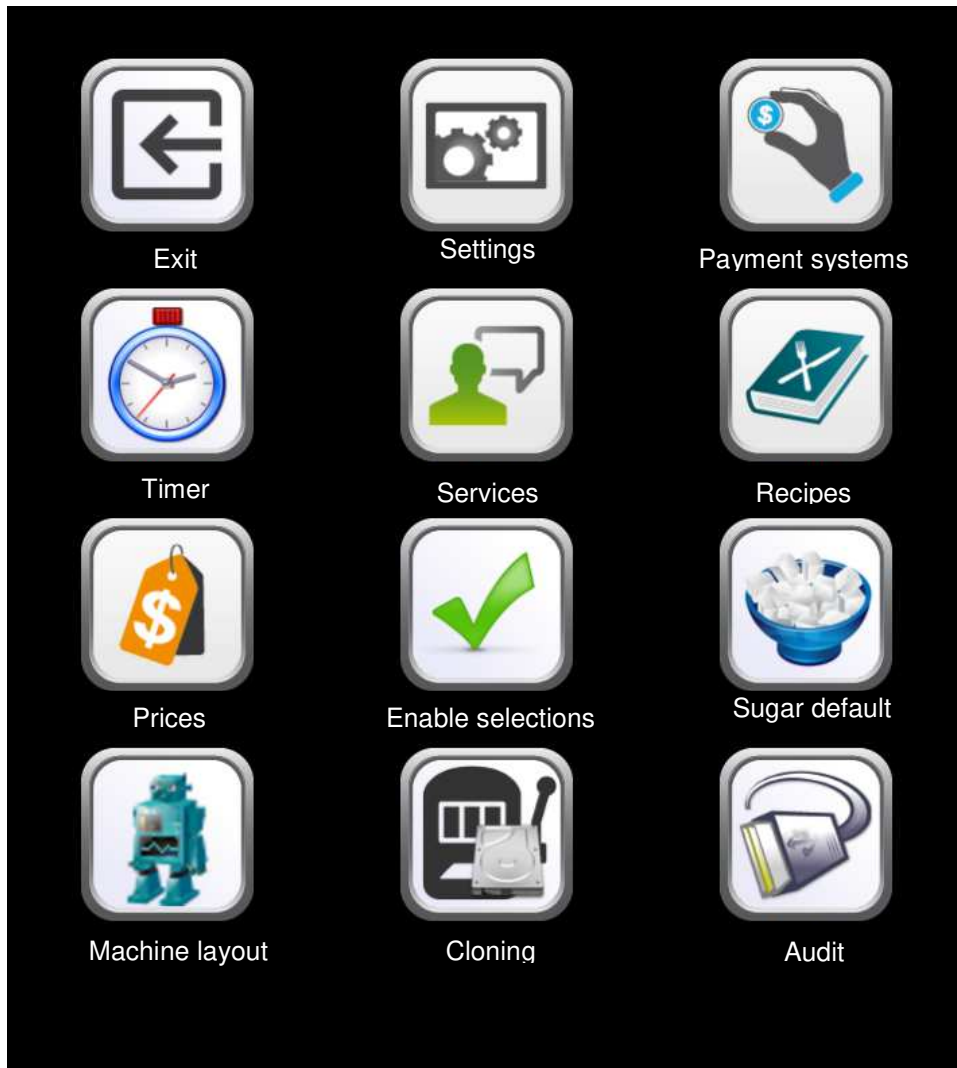 Exit
Settings
Payment systems
Timer
Services
Recipes
Prices
Enable selections
Sugar default
Machine layout
Cloning
Audit
$
$